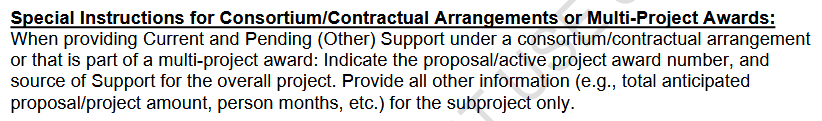 Special Instructions for Consortium/Contractual Arrangements or Multi-Project Awards:
When providing Current and Pending (Other) Support under a consortium/contractual arrangement
or that is part of a multi-project award: Indicate the proposal/active project award number, and
source of Support for the overall project. Provide all other information (e.g., total anticipated
proposal/project amount, person months, etc.) for the subproject only.